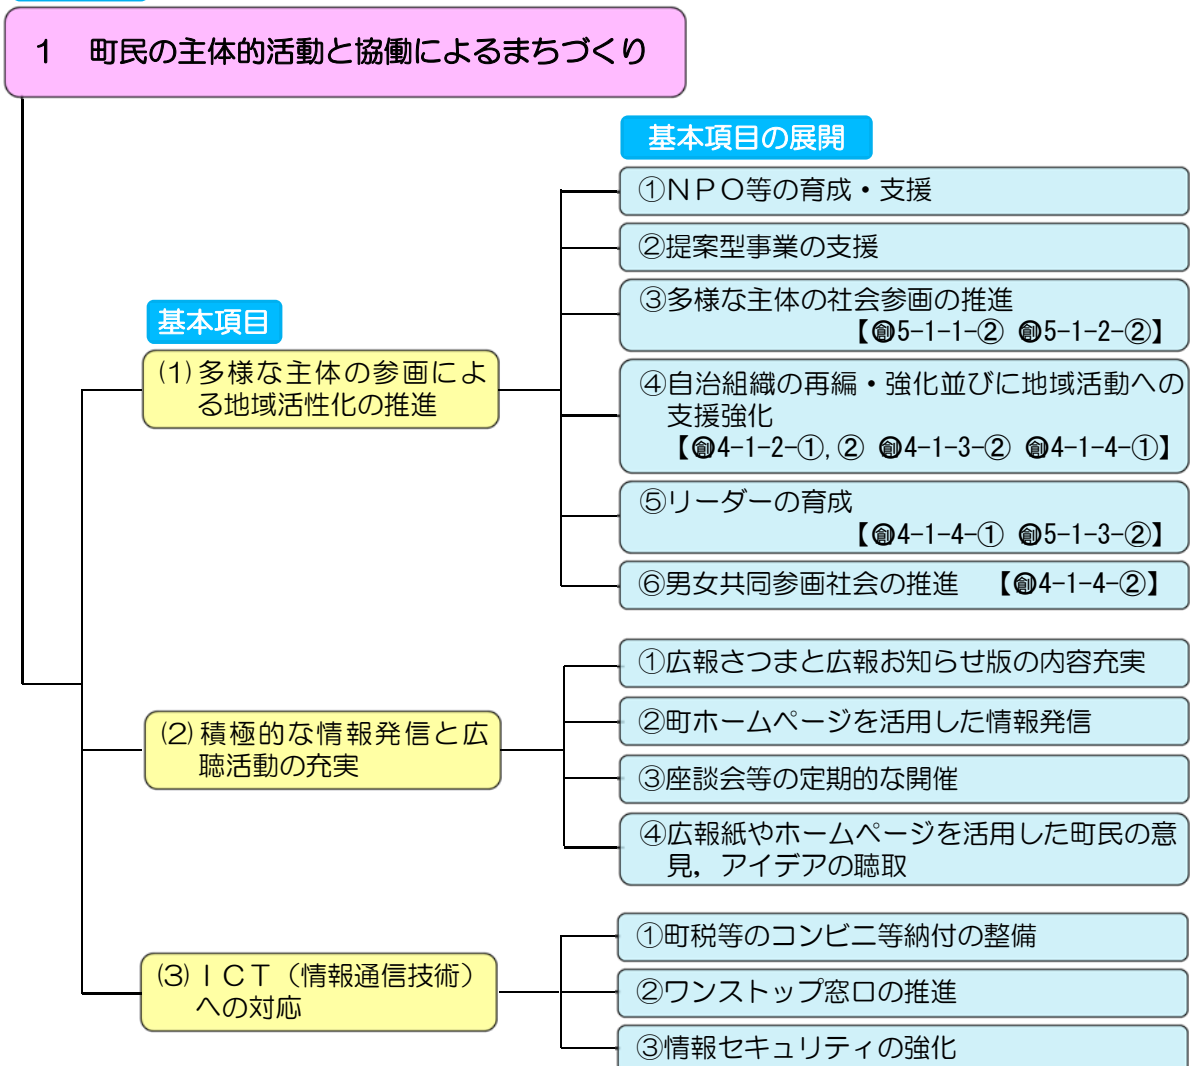 1 町民の主体的活動と協働によるまちづくり
基本項目の展開
基本項目
⑴多様な主体の参画によ
る地域活性化の推進
①NPO等の育成・支援
②提案型事業の支援
③多様な主体の社会参画の推進
【㊙5-1-1-② 5-1-2-②】
④自治組織の再編・強化並びに地域活動への
支援強化
【創4-1-2-①,② 創4-1-3-② 創4-1-4-①】
⑤リーダーの育成
【創4-1-4-① 創5-1-3-②】
⑥男女共同参画社会の推進 【創4-1-4-②】
⑵積極的な情報発信と広
聴活動の充実
①広報さつまと広報お知らせ版の内容充実
②町ホームページを活用した情報発信
③座談会等の定期的な開催
④広報紙やホームページを活用した町民の意
見，アイデアの聴取
⑶ICT（情報通信技術）
への対応
①町税等のコンビニ等納付の整備
②ワンストップ窓口の推進
③情報セキュリティの強化